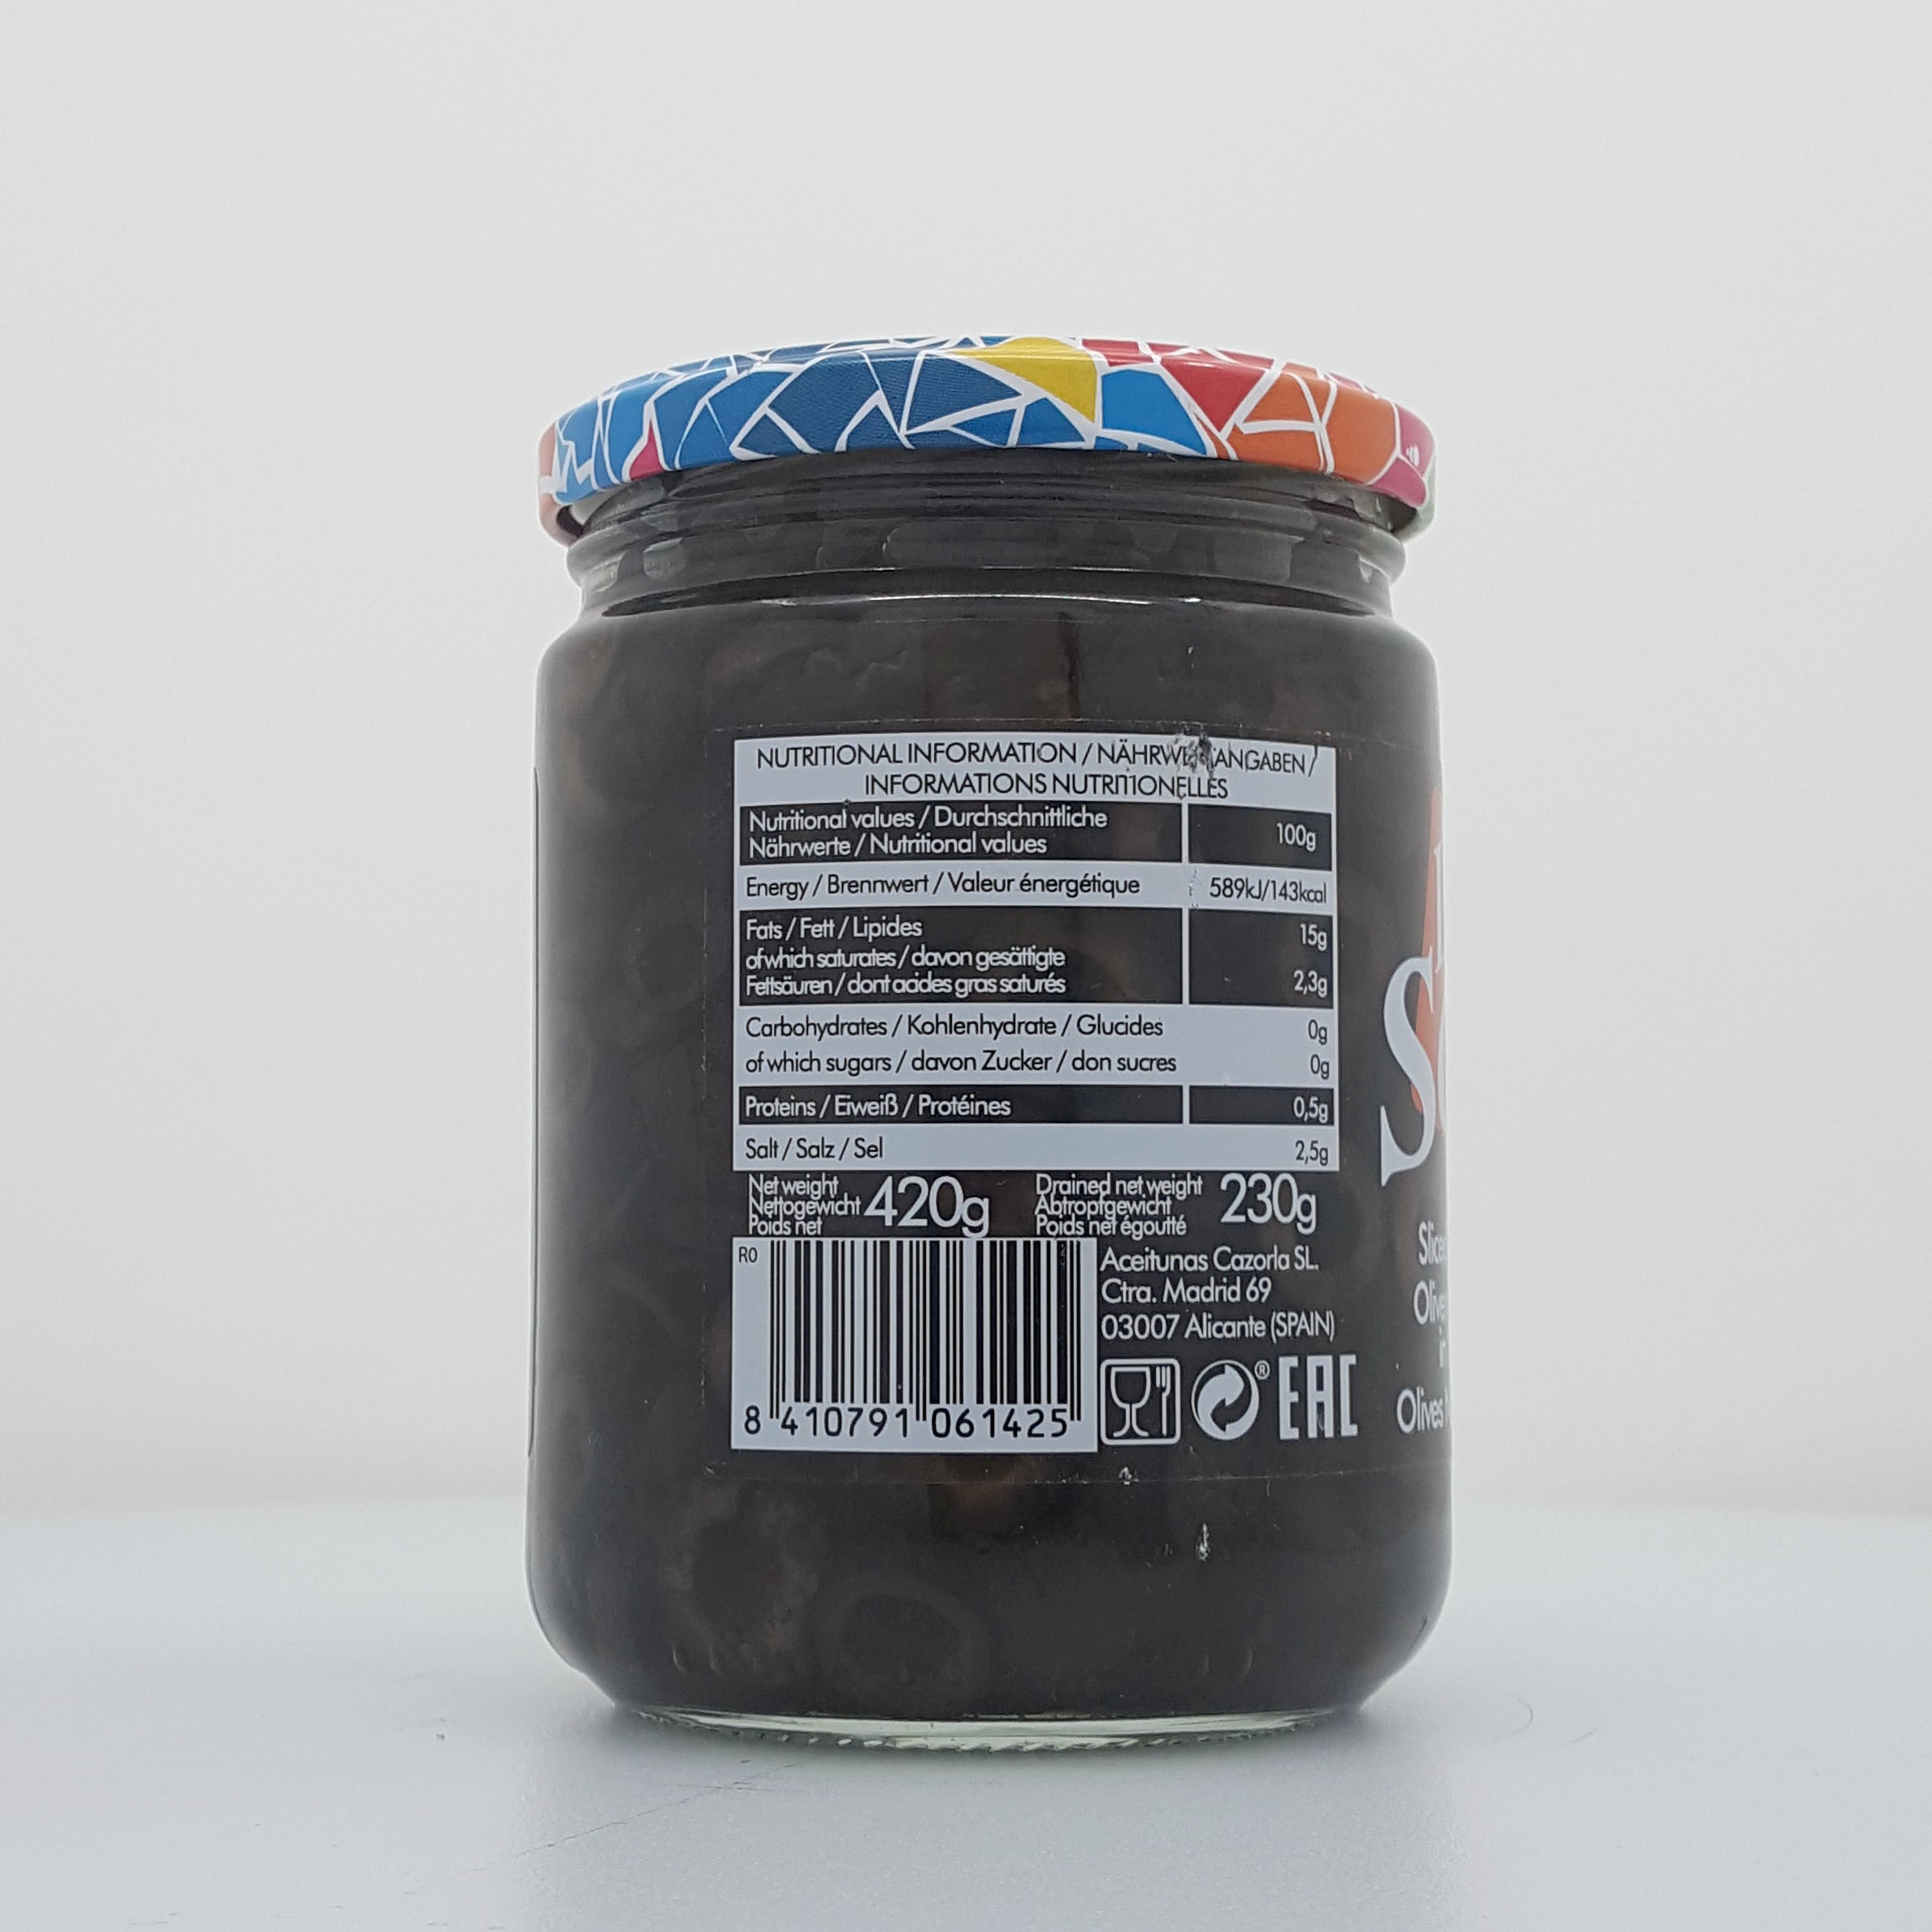 NUTRITIONAL INFORMATION / NÄHRWERTANGABEN /
INFORMATIONS NUTRITIONELLES
Nutritional values / Durchschnittliche
Nährwerte / Nutritional values
100g
Energy / Brennwert / Valeur énergétique 589kJ/143kcal
Fats / Fett / Lipides 15g
of which saturates / davon gesättigte
Fettsäuren / dont acides gras saturés 2,3g
Carbohydrates / Kohlenhydrate / Glucides 0g
of which sugars / davon Zucker / don sucres 0g
Proteins / Eiweiß / Protéines 0,5g
Salt / Salz / Sel 2,5g
Net weight
Nettogewicht
Poids net
420g
Drained net weight
Abtropfgewicht
Poids net égoutté
230g
RO
8 410791 061425
Aceitunas Cazorla SL.
Ctra. Madrid 69
03007 Alicante (SPAIN)
® EAC
Olives